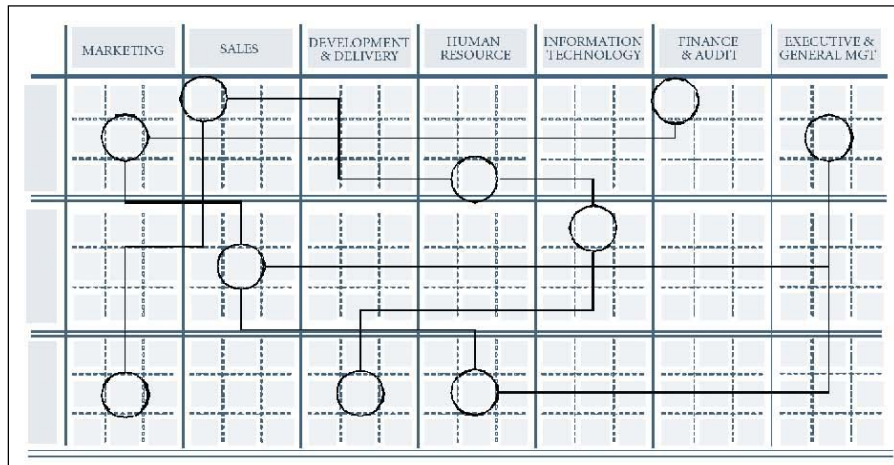 MARKETING
SALES
DEVELOPMENT
& DELIVERY
HUMAN
RESOURCE
INFORMATION
TECHNOLOGY
FINANCE
& AUDIT
EXECUTIVE &
GENERAL MGT